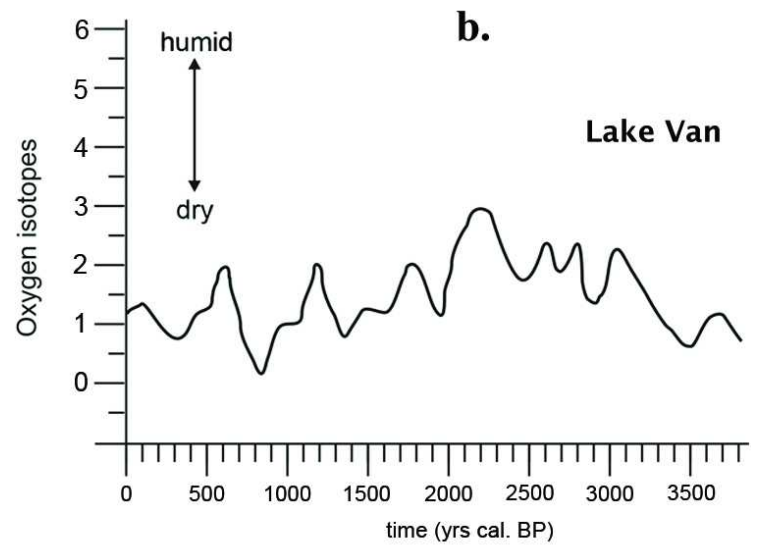 b.
6
humid
5
Lake Van
4
3
dry
2
1
0
Oxygen isotopes
0 500 1000 1500 2000 2500 3000 3500
time (yrs cal. BP)